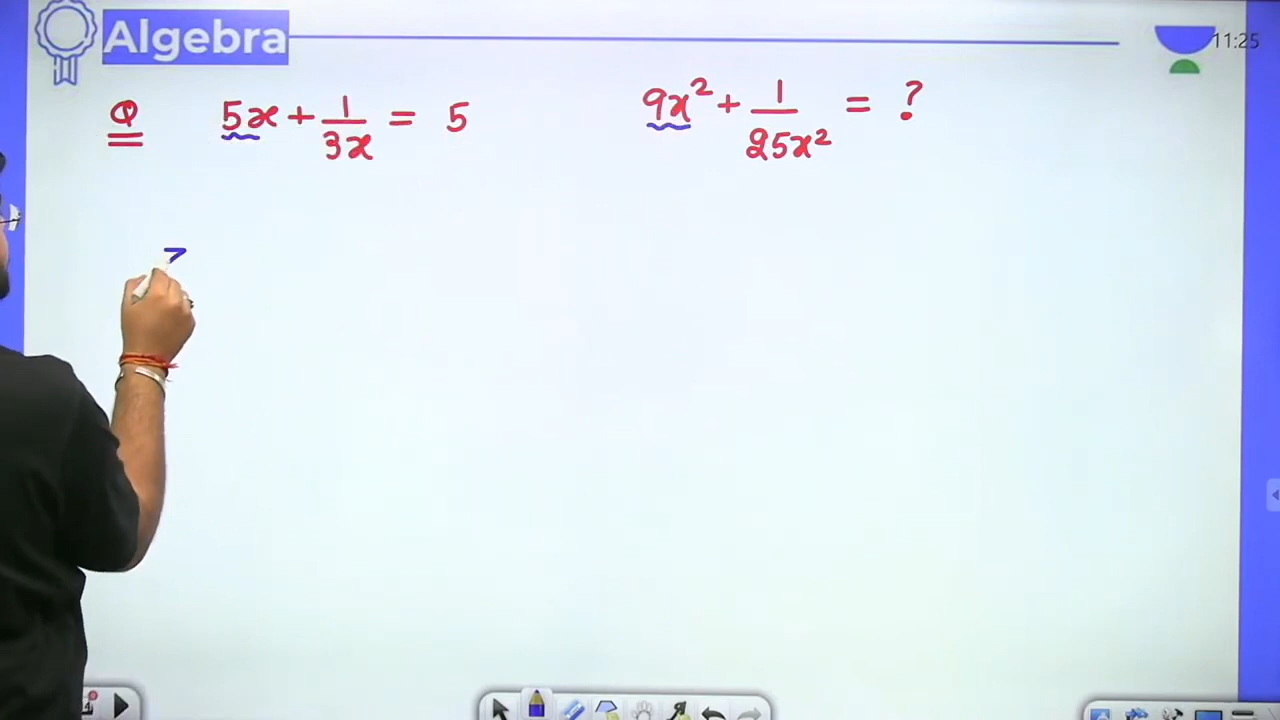 Algebra
11:25
Q 5x + 1/3x = 5 9x² + 1/25x² = ?